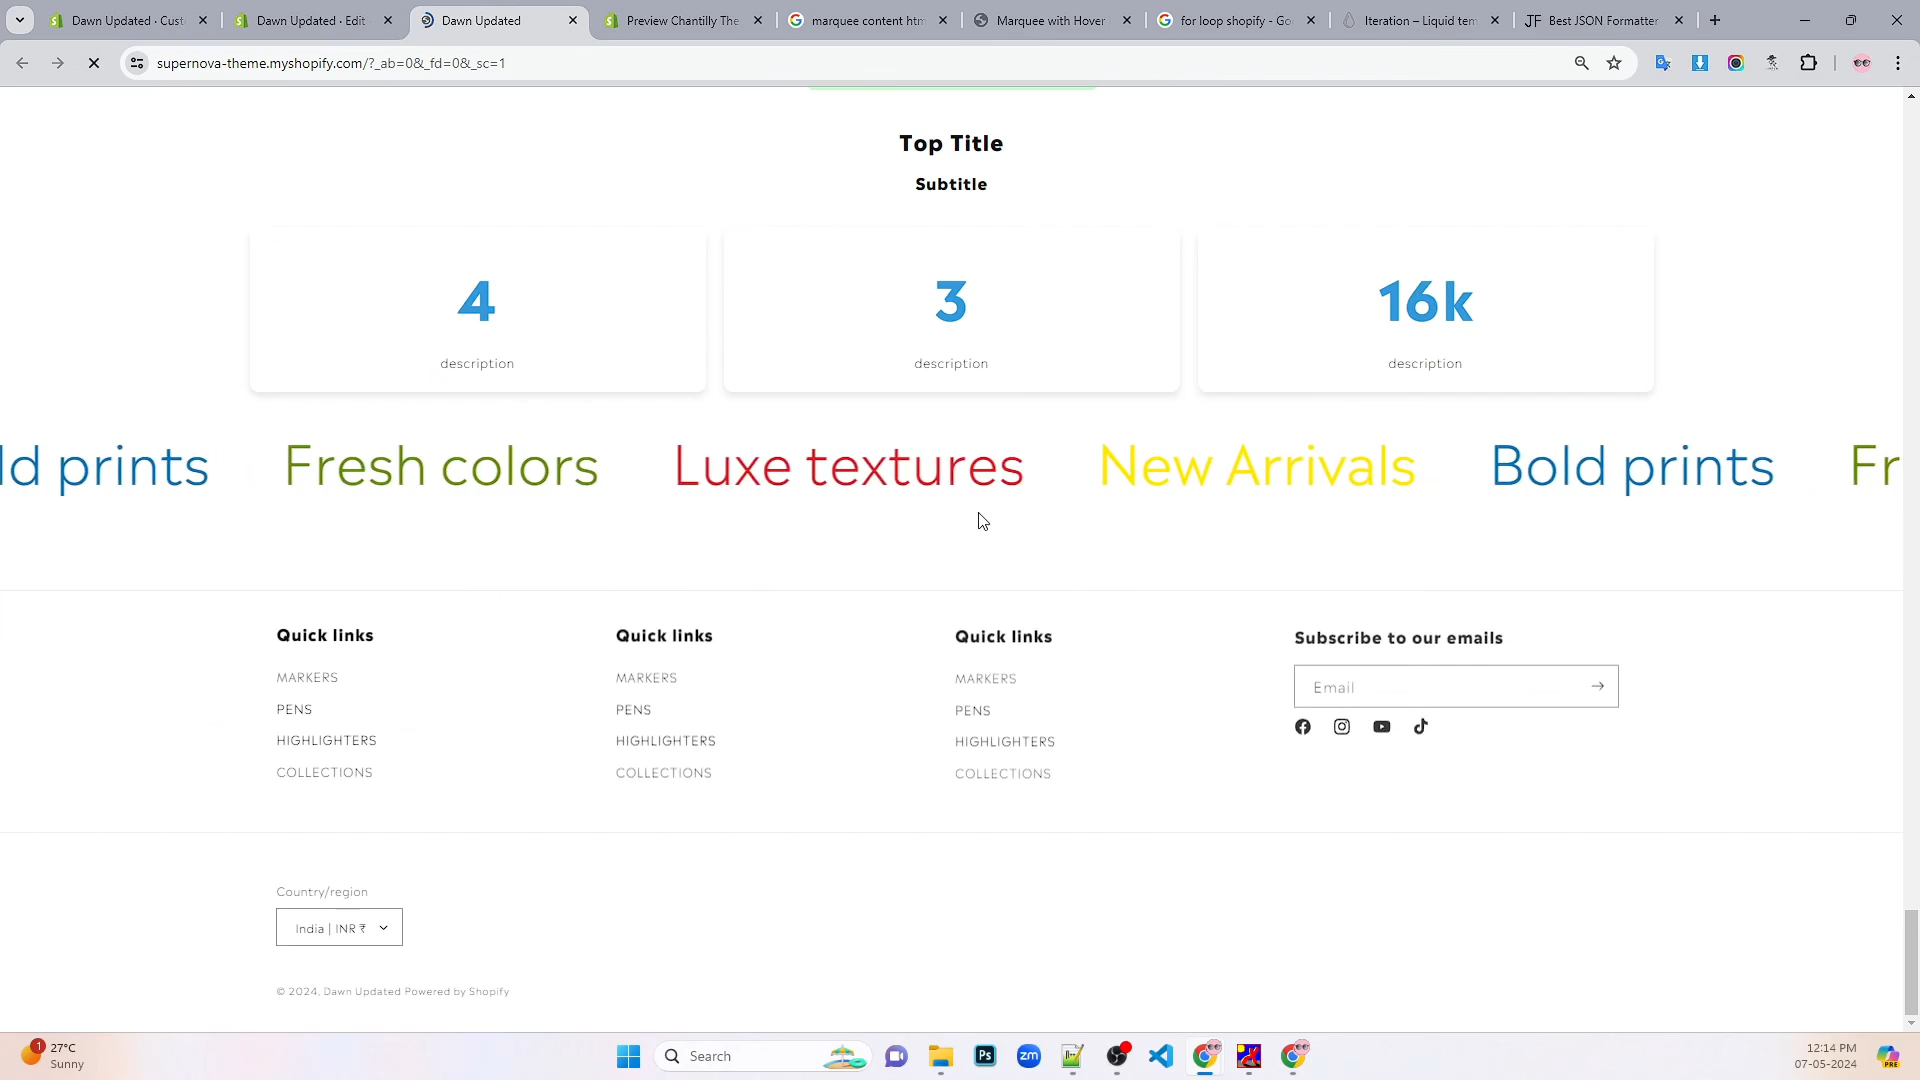 Dawn Updated · Cust
Dawn Updated · Edit
Dawn Updated
Preview Chantilly The
marquee content htm
Marquee with Hover
for loop shopify - Go
Iteration – Liquid tem
JF Best JSON Formatter
supernova-theme.myshopify.com/?_ab=0&_fd=0&_sc=1
Top Title
Subtitle
4
3
16k
description
description
description
ld prints
Fresh colors
Luxe textures
New Arrivals
Bold prints
Fr
Quick links
MARKERS
PENS
HIGHLIGHTERS
COLLECTIONS
Quick links
MARKERS
PENS
HIGHLIGHTERS
COLLECTIONS
Quick links
MARKERS
PENS
HIGHLIGHTERS
COLLECTIONS
Subscribe to our emails
Email
Country/region
India | INR ₹
© 2024, Dawn Updated Powered by Shopify
1
27°C
Sunny
Search
Ps
zm
PRE
12:14 PM
07-05-2024